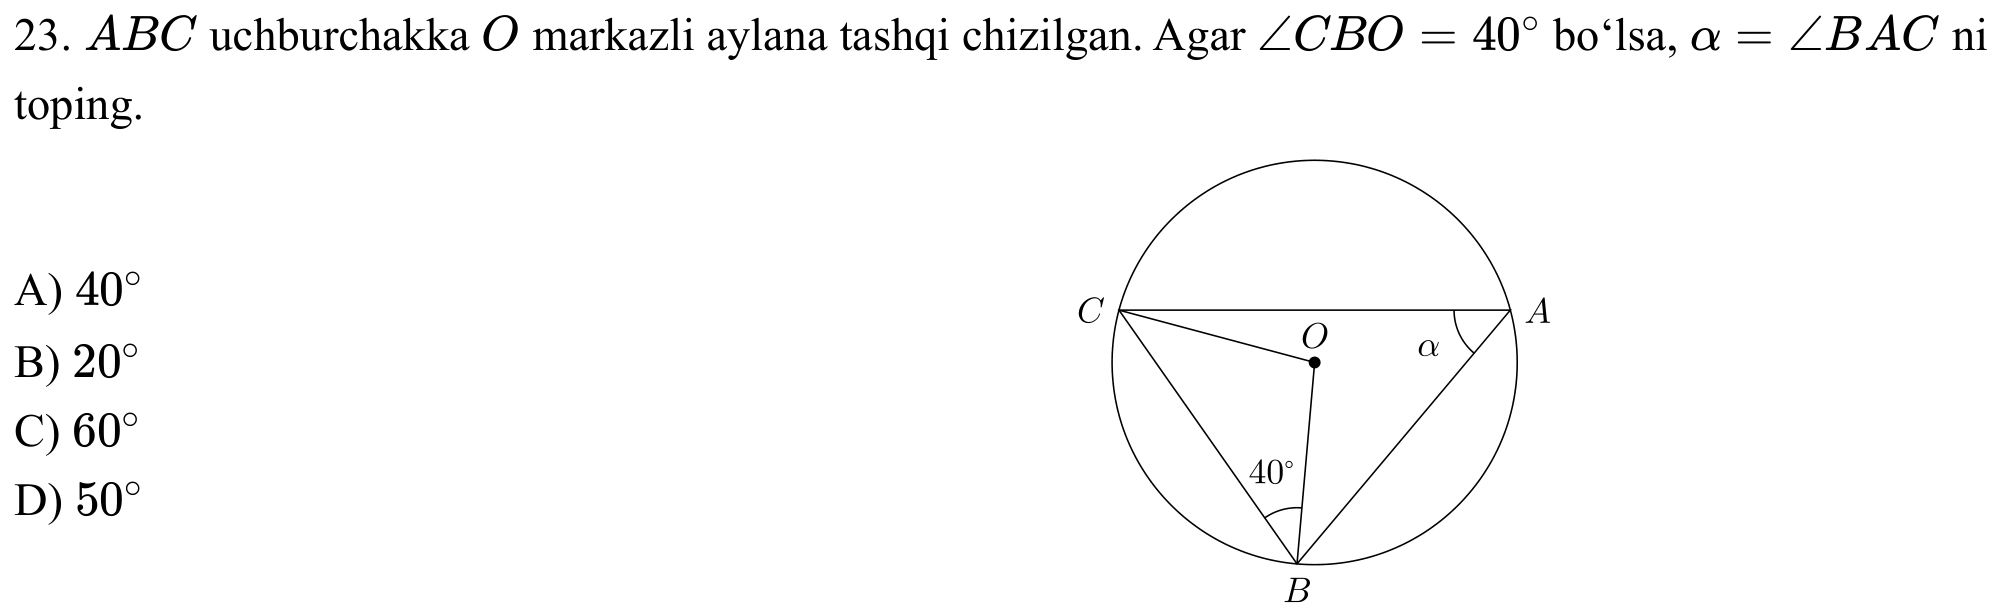 23. ABC uchburchakka O markazli aylana tashqi chizilgan. Agar ∠CBO = 40° bo‘lsa, α = ∠BAC ni
toping.
A) 40°
B) 20°
C) 60°
D) 50°
C
A
O
α
40°
B